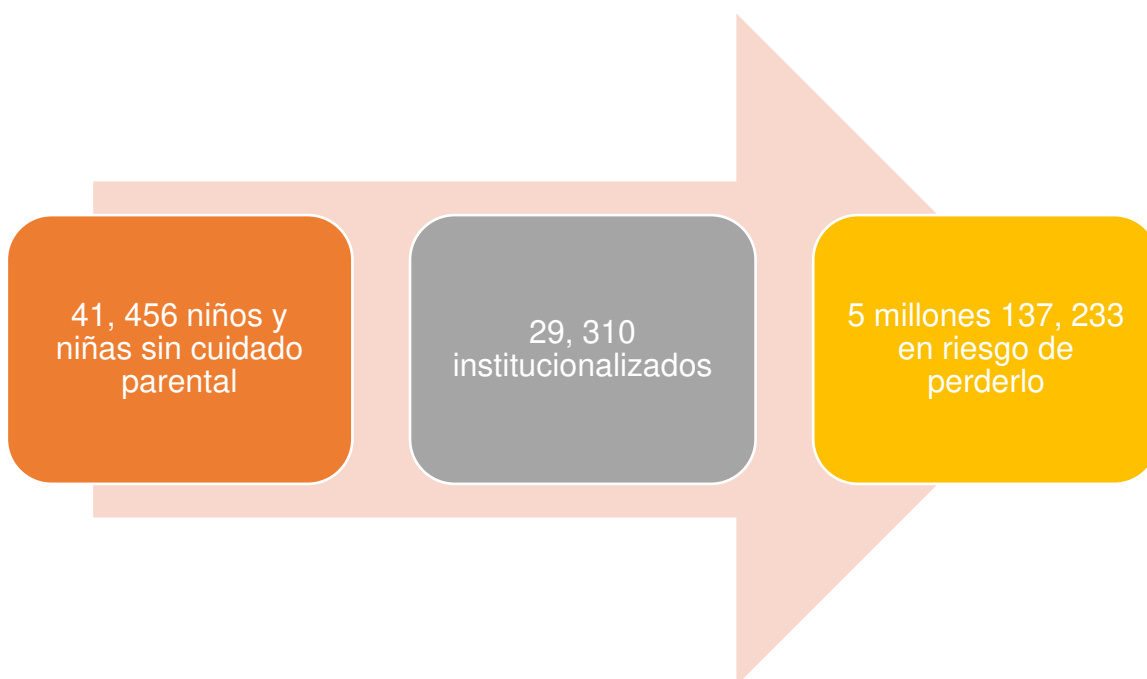 41, 456 niños y
niñas sin cuidado
parental
29, 310
institucionalizados
5 millones 137, 233
en riesgo de
perderlo